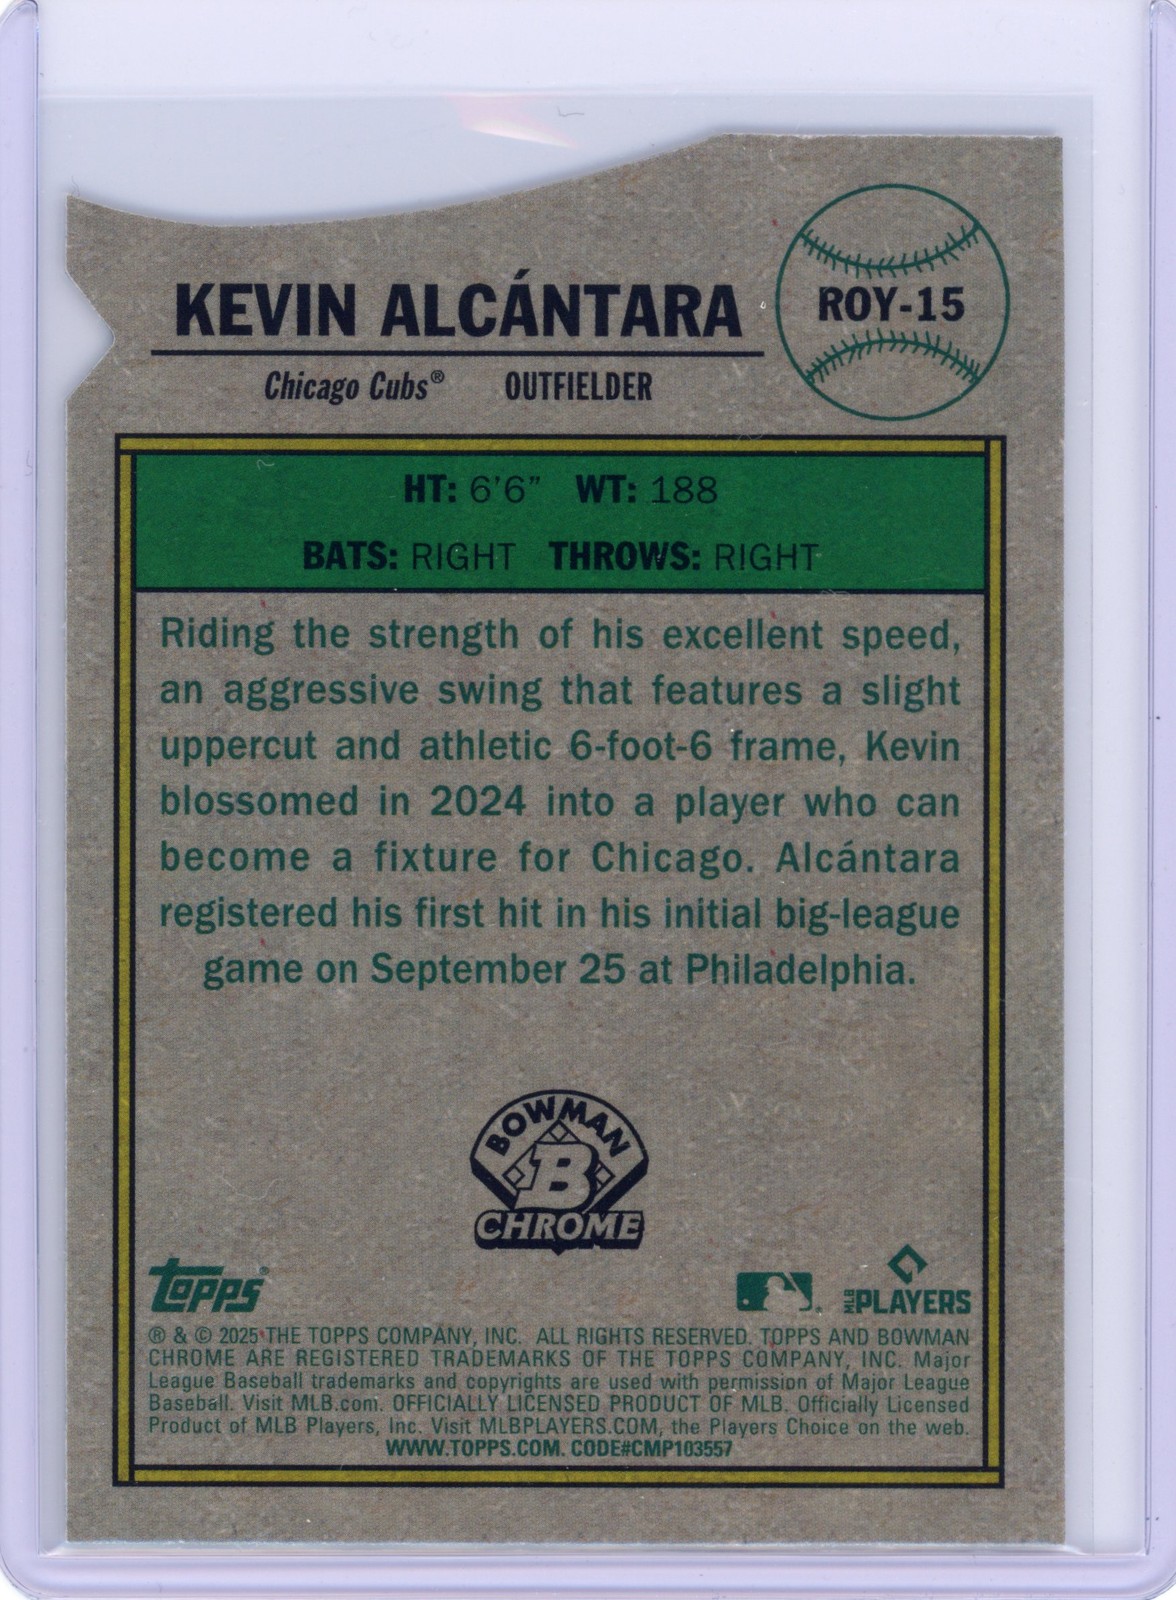 KEVIN ALCÁNTARA
ROY-15
Chicago Cubs® OUTFIELDER
HT: 6'6" WT: 188
BATS: RIGHT THROWS: RIGHT
Riding the strength of his excellent speed,
an aggressive swing that features a slight
uppercut and athletic 6-foot-6 frame, Kevin
blossomed in 2024 into a player who can
become a fixture for Chicago. Alcántara
registered his first hit in his initial big-league
game on September 25 at Philadelphia.
BOWMAN
B
CHROME
Topps®
MLB PLAYERS
® & © 2025 THE TOPPS COMPANY, INC. ALL RIGHTS RESERVED. TOPPS AND BOWMAN
CHROME ARE REGISTERED TRADEMARKS OF THE TOPPS COMPANY, INC. Major
League Baseball trademarks and copyrights are used with permission of Major League
Baseball. Visit MLB.com. OFFICIALLY LICENSED PRODUCT OF MLB. Officially Licensed
Product of MLB Players, Inc. Visit MLBPLAYERS.COM, the Players Choice on the web.
WWW.TOPPS.COM. CODE#CMP103557